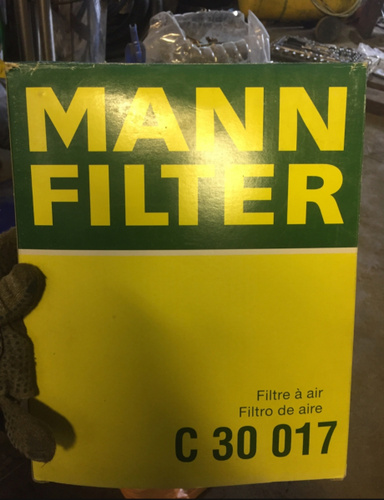 MANN
FILTER
Filtre à air
Filtro de aire
C 30 017